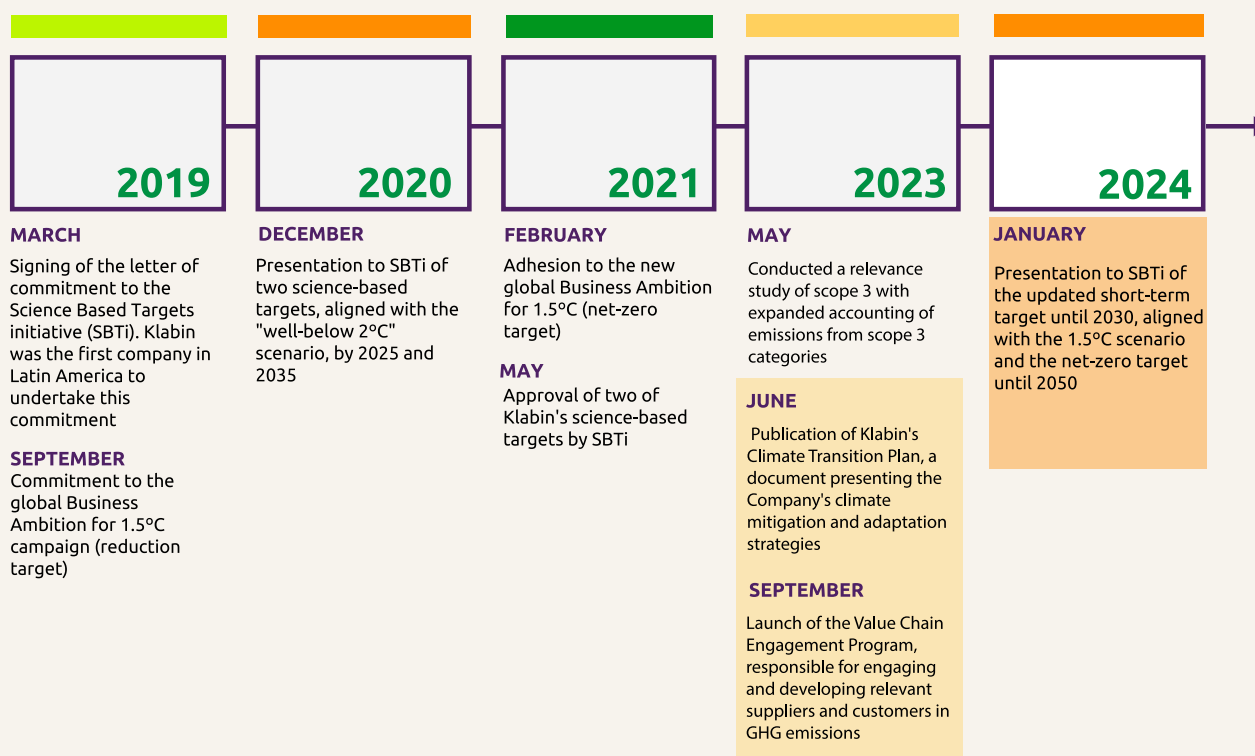 2019
MARCH
Signing of the letter of
commitment to the
Science Based Targets
initiative (SBTi). Klabin
was the first company in
Latin America to
undertake this
commitment
SEPTEMBER
Commitment to the
global Business
Ambition for 1.5ºC
campaign (reduction
target)
2020
DECEMBER
Presentation to SBTi of
two science-based
targets, aligned with the
"well-below 2ºC"
scenario, by 2025 and
2035
2021
FEBRUARY
Adhesion to the new
global Business Ambition
for 1.5ºC (net-zero
target)
MAY
Approval of two of
Klabin's science-based
targets by SBTi
2023
MAY
Conducted a relevance
study of scope 3 with
expanded accounting of
emissions from scope 3
categories
JUNE
Publication of Klabin's
Climate Transition Plan, a
document presenting the
Company's climate
mitigation and adaptation
strategies
SEPTEMBER
Launch of the Value Chain
Engagement Program,
responsible for engaging
and developing relevant
suppliers and customers in
GHG emissions
2024
JANUARY
Presentation to SBTi of
the updated short-term
target until 2030, aligned
with the 1.5ºC scenario
and the net-zero target
until 2050